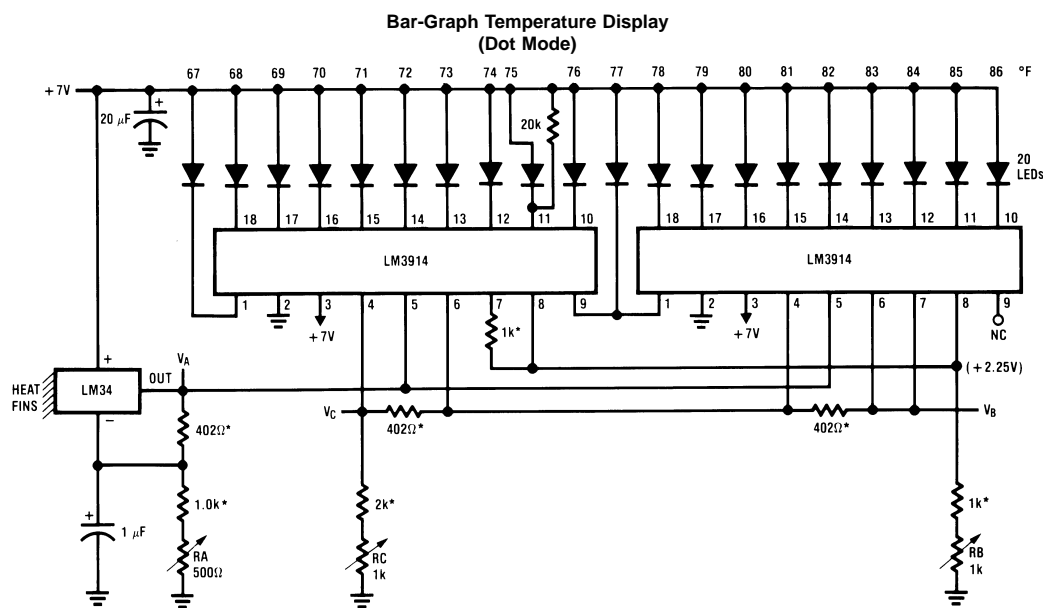 Bar-Graph Temperature Display
(Dot Mode)
67 68 69 70 71 72 73 74 75 76 77 78 79 80 81 82 83 84 85 86 °F
+7V
20 µF
+
20k
20
LEDs
18 17 16 15 14 13 12 11 10
18 17 16 15 14 13 12 11 10
LM3914
LM3914
1 2 3 4 5 6 7 8 9
1 2 3 4 5 6 7 8 9
+7V
1k*
+7V
NC
(+2.25V)
+
VA
HEAT
FINS
LM34
OUT
−
VC
402Ω*
402Ω*
VB
402Ω*
1.0k*
2k*
1k*
+
1 µF
RA
500Ω
RC
1k
RB
1k